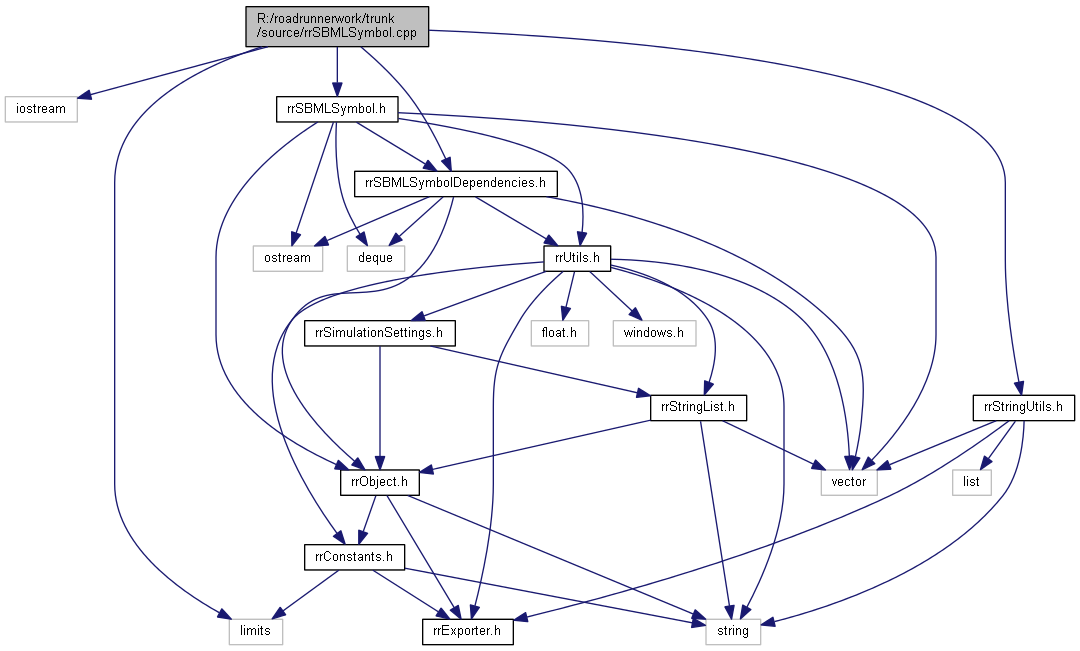 R:/roadrunnerwork/trunk
/source/rrSBMLSymbol.cpp
iostream
rrSBMLSymbol.h
rrSBMLSymbolDependencies.h
ostream
deque
rrUtils.h
rrSimulationSettings.h
float.h
windows.h
rrStringList.h
rrStringUtils.h
rrObject.h
vector
list
rrConstants.h
limits
rrExporter.h
string